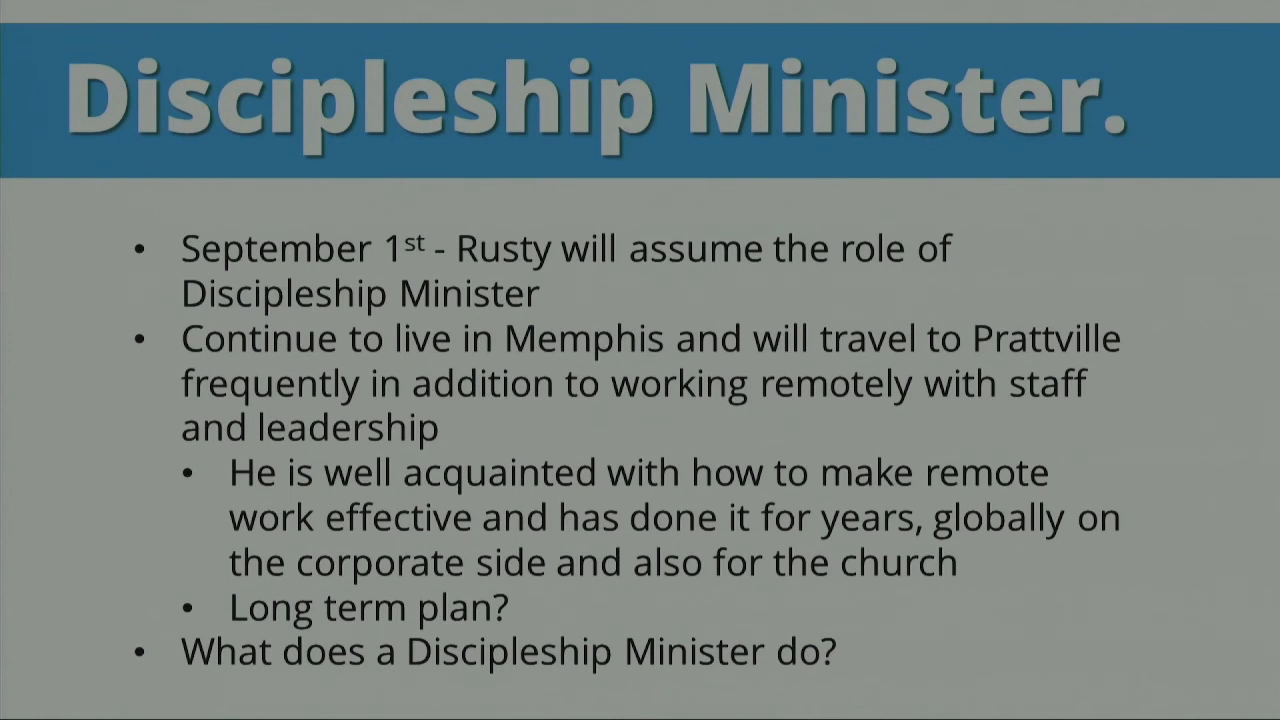 Discipleship Minister.
• September 1st - Rusty will assume the role of
Discipleship Minister
• Continue to live in Memphis and will travel to Prattville
frequently in addition to working remotely with staff
and leadership
• He is well acquainted with how to make remote
work effective and has done it for years, globally on
the corporate side and also for the church
• Long term plan?
• What does a Discipleship Minister do?